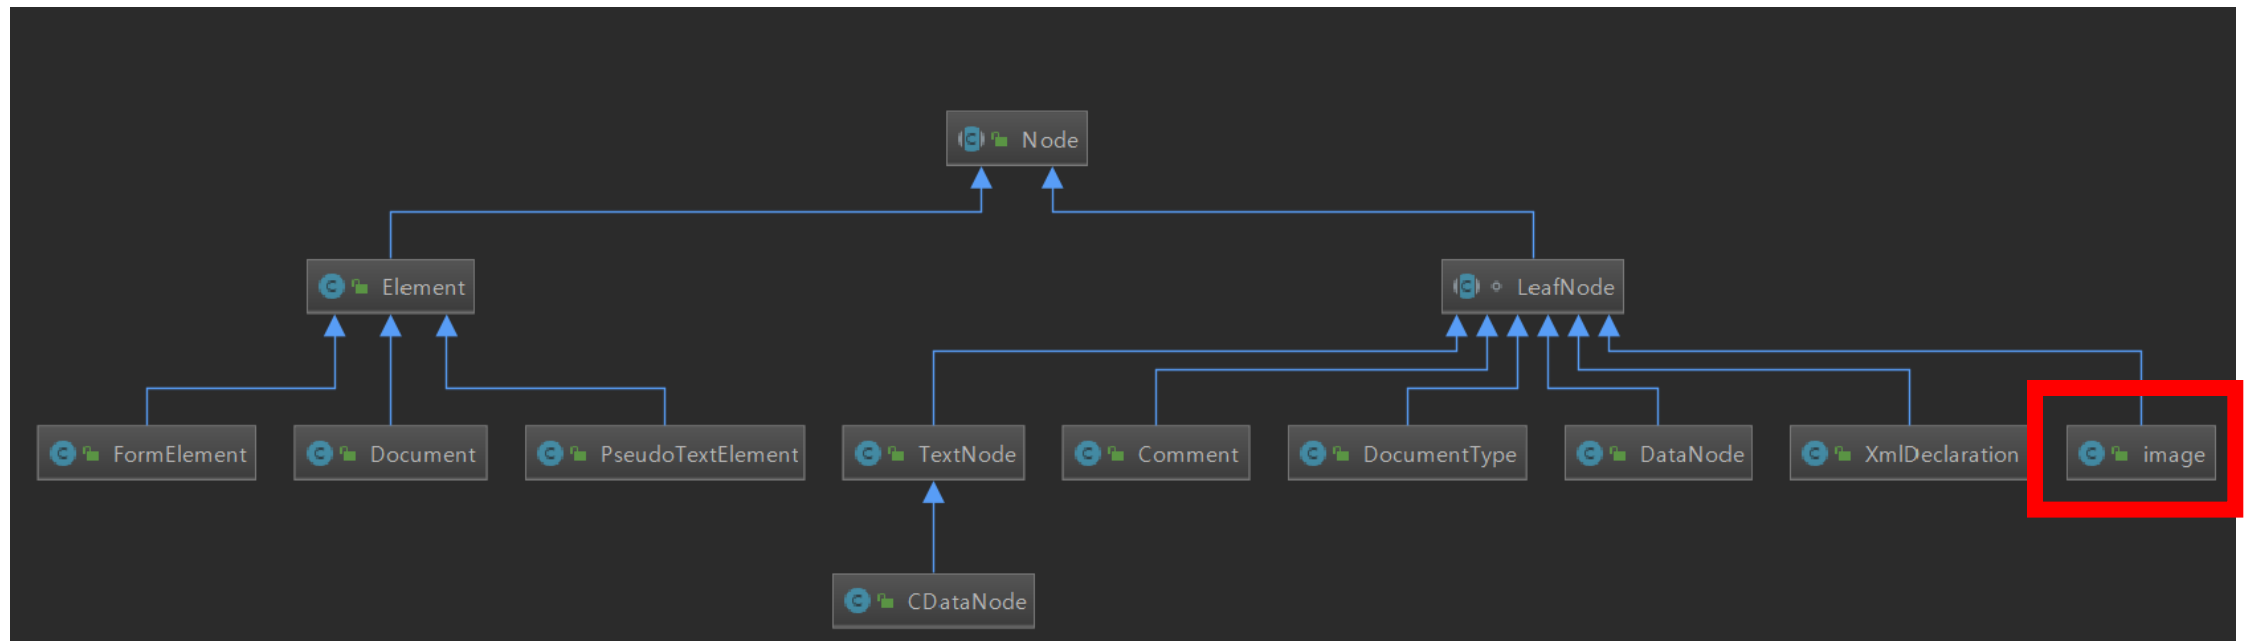 Node
Element
LeafNode
FormElement
Document
PseudoTextElement
TextNode
Comment
DocumentType
DataNode
XmlDeclaration
image
CDataNode